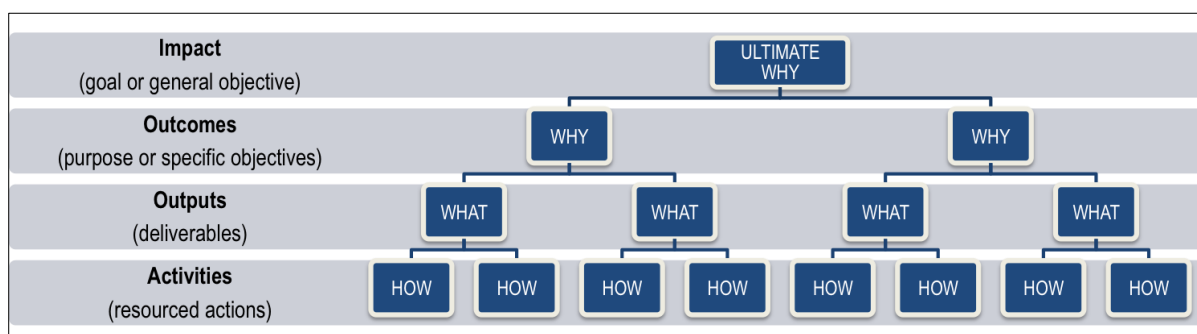 Impact
(goal or general objective)
ULTIMATE
WHY
Outcomes
(purpose or specific objectives)
WHY
WHY
Outputs
(deliverables)
WHAT
WHAT
WHAT
WHAT
Activities
(resourced actions)
HOW
HOW
HOW
HOW
HOW
HOW
HOW
HOW